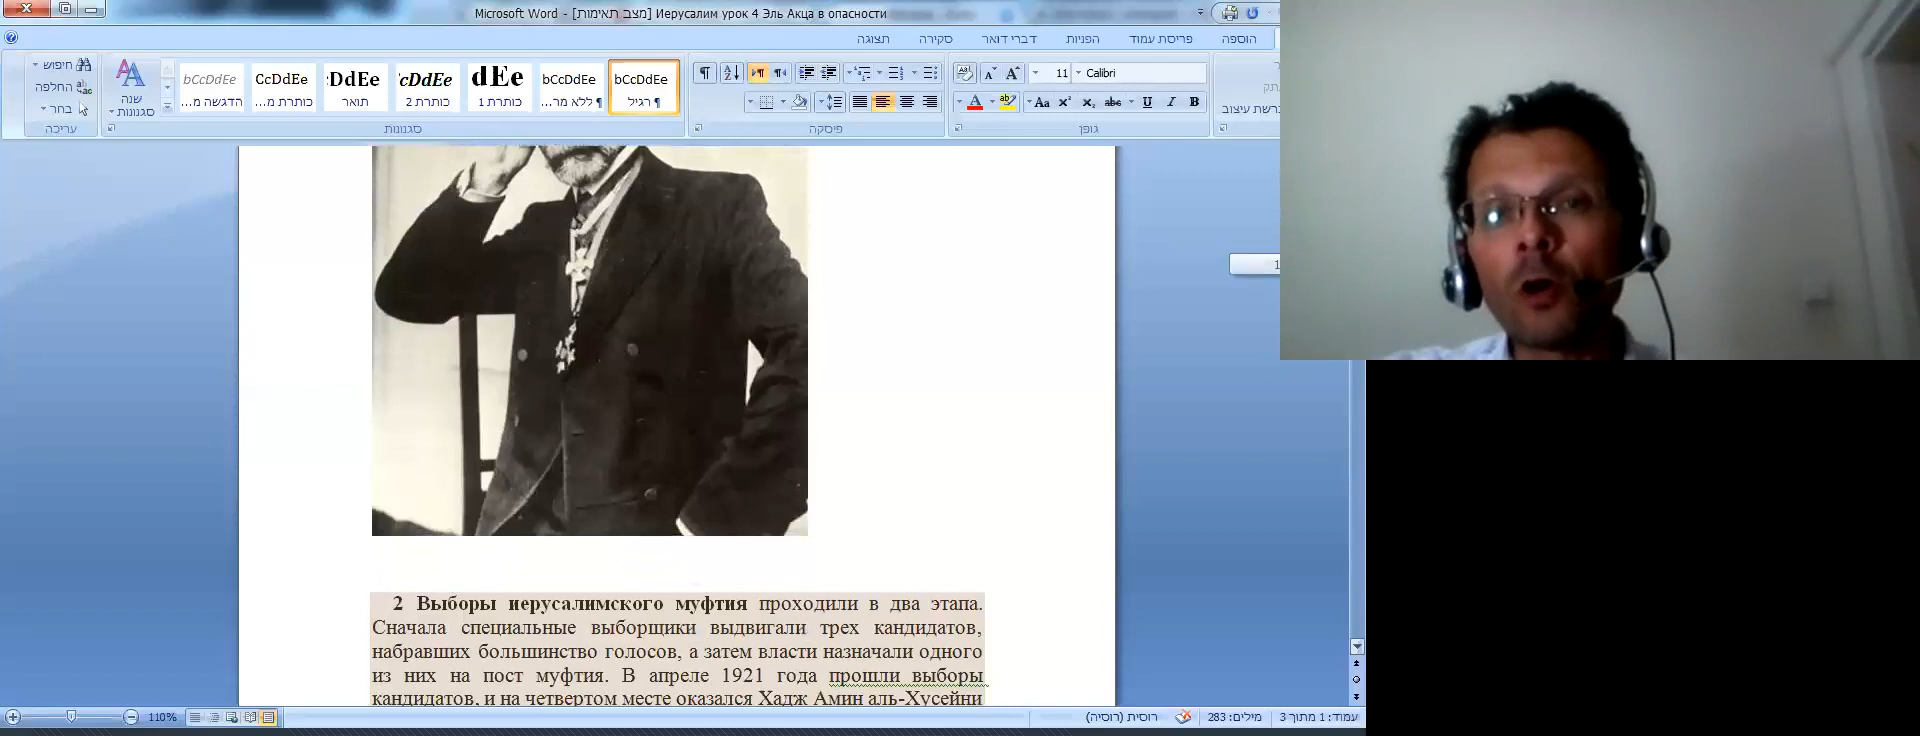 Иерусалим урок 4 Эль Акца в опасности [מצב תאימות] - Microsoft Word
הוספה
פריסת עמוד
הפניות
דברי דואר
סקירה
תצוגה
חיפוש
החלפה
בחר
עריכה
שנה
סגנונות
bCcDdEe
הדגשה מ...
CcDdEe
כותרת מ...
DdEe
תואר
cDdEe
כותרת 2
dEe
כותרת 1
bCcDdEe
¶ ללא מר...
bCcDdEe
¶ רגיל
סגנונות
פיסקה
11
Calibri
גופן
2 Выборы иерусалимского муфтия проходили в два этапа.
Сначала специальные выборщики выдвигали трех кандидатов,
набравших большинство голосов, а затем власти назначали одного
из них на пост муфтия. В апреле 1921 года прошли выборы
кандидатов, и на четвертом месте оказался Хадж Амин аль-Хусейни
110%
רוסית (רוסיה)
מילים: 283
עמוד: 1 מתוך 3